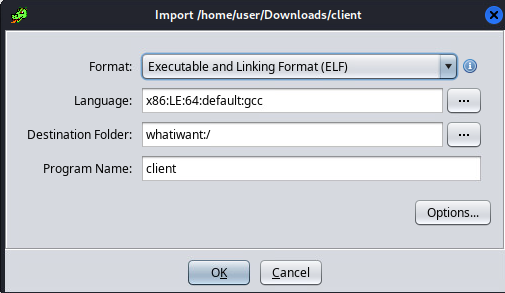 Import /home/user/Downloads/client
Format: Executable and Linking Format (ELF)
Language: x86:LE:64:default:gcc ...
Destination Folder: whatiwant:/ ...
Program Name: client
Options...
OK Cancel